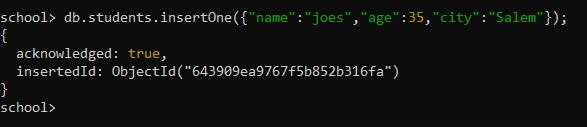 school> db.students.insertOne({"name":"joes","age":35,"city":"Salem"});
{
  acknowledged: true,
  insertedId: ObjectId("643909ea9767f5b852b316fa")
}
school>